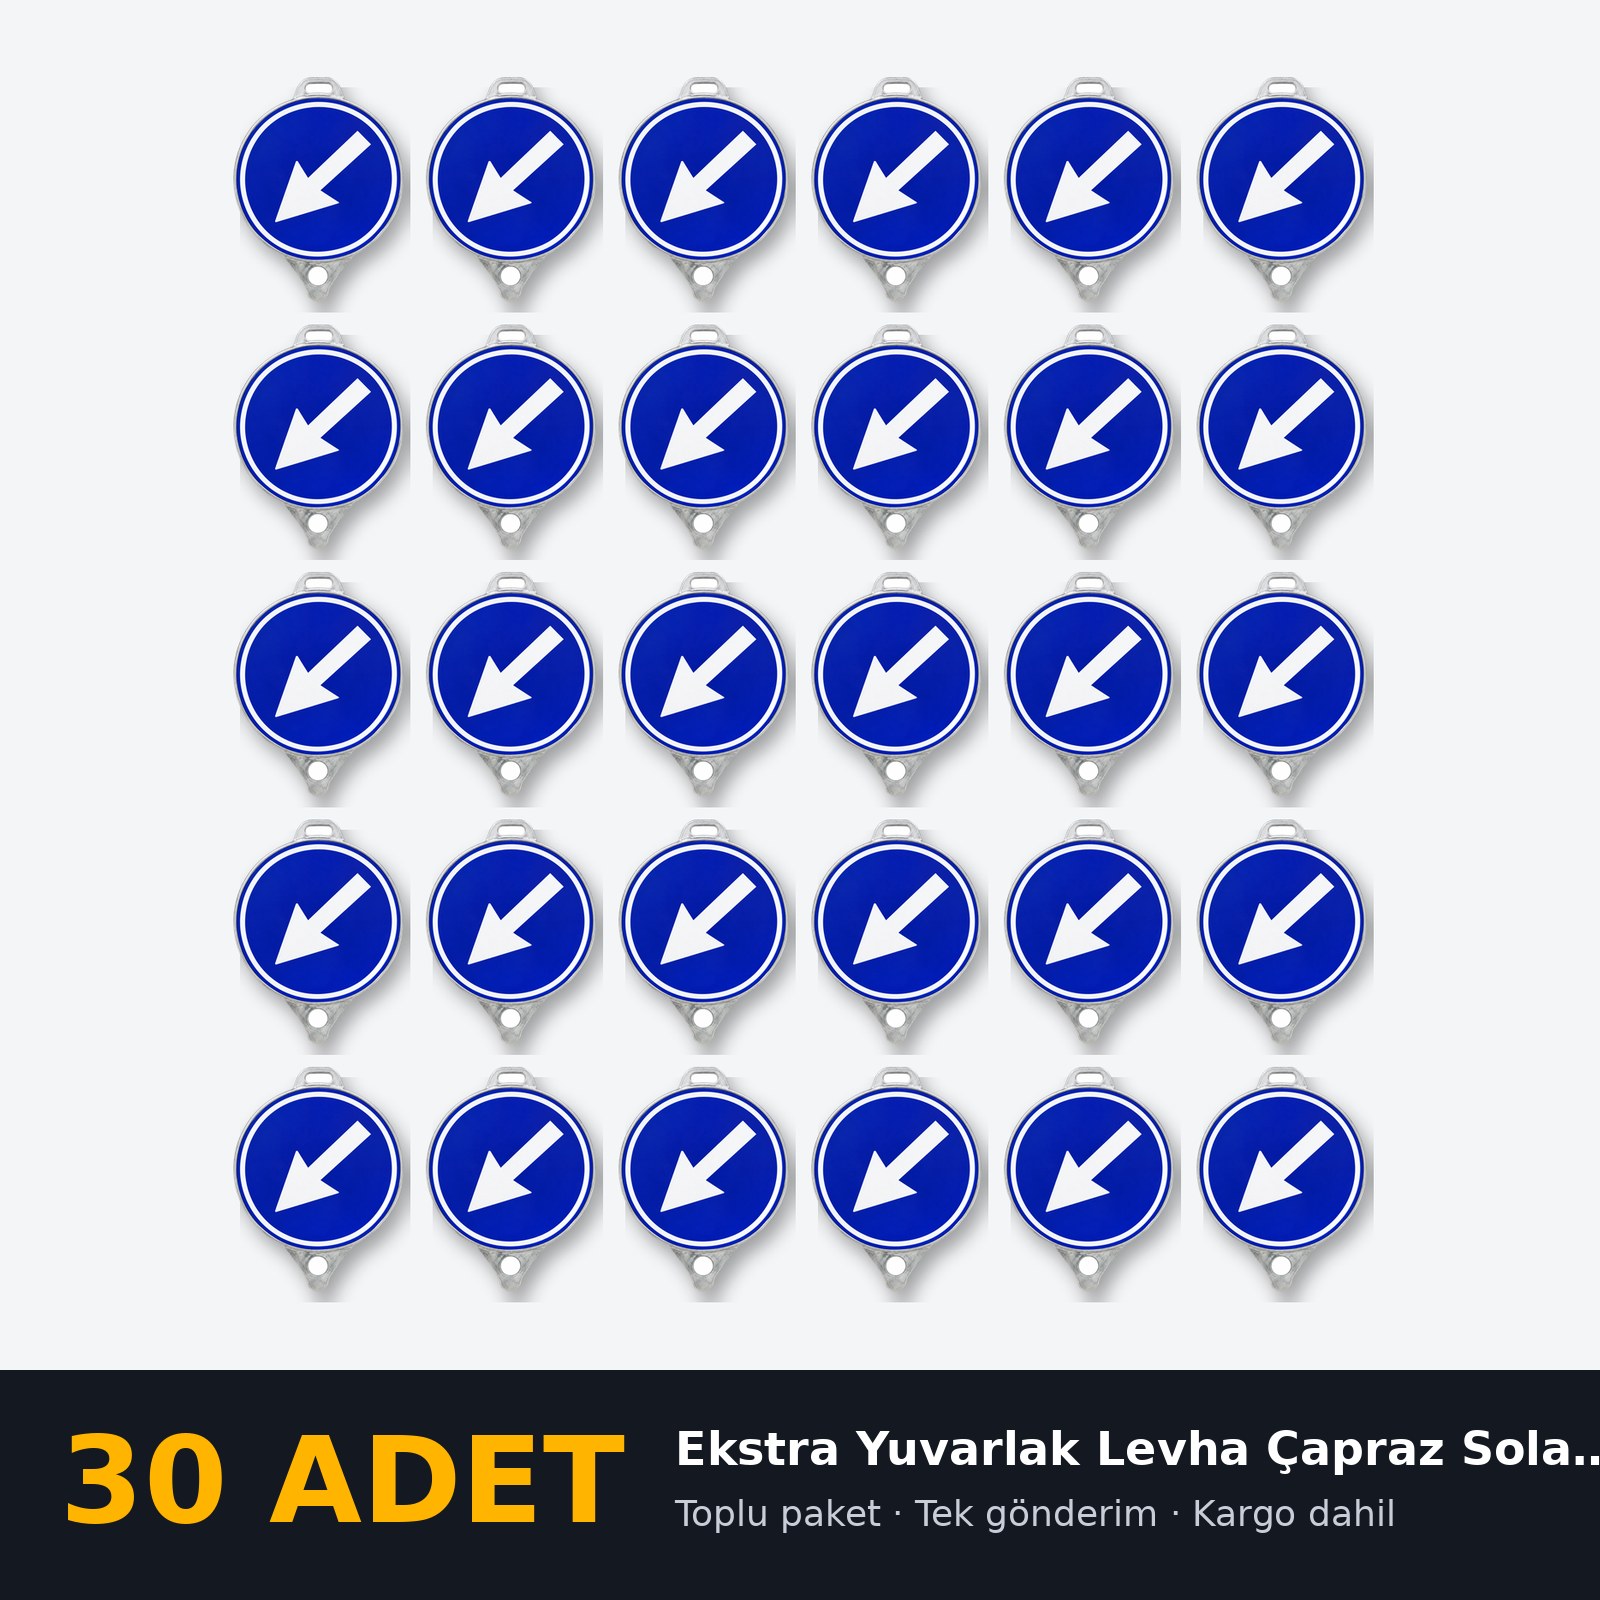 30 ADET
Ekstra Yuvarlak Levha Çapraz Sola...
Toplu paket · Tek gönderim · Kargo dahil